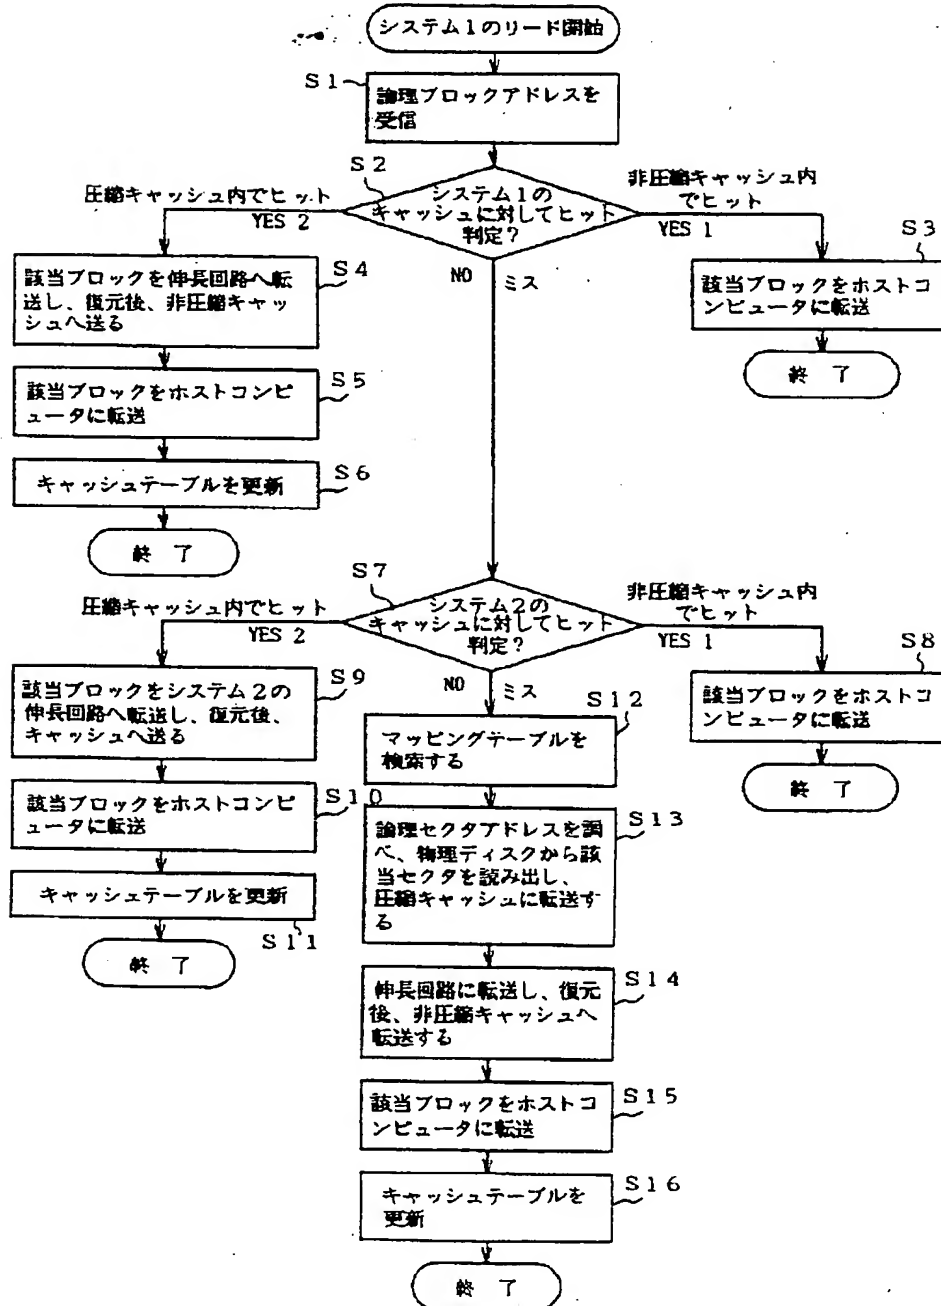 システム1のリード開始
S1
論理ブロックアドレスを
受信
S2
システム1の
キャッシュに対してヒット
判定?
圧縮キャッシュ内でヒット
YES 2
非圧縮キャッシュ内
でヒット
YES 1
NO
ミス
S3
該当ブロックをホストコ
ンピュータに転送
終 了
S4
該当ブロックを伸長回路へ転
送し、復元後、非圧縮キャッ
シュへ送る
S5
該当ブロックをホストコンピ
ュータに転送
S6
キャッシュテーブルを更新
終 了
S7
システム2の
キャッシュに対してヒット
判定?
圧縮キャッシュ内でヒット
YES 2
非圧縮キャッシュ内
でヒット
YES 1
NO
ミス
S8
該当ブロックをホストコ
ンピュータに転送
終 了
S9
該当ブロックをシステム2の
伸長回路へ転送し、復元後、
キャッシュへ送る
S10
該当ブロックをホストコンピ
ュータに転送
キャッシュテーブルを更新
S11
終 了
S12
マッピングテーブルを
検索する
S13
論理セクタアドレスを調
べ、物理ディスクから該
当セクタを読み出し、
圧縮キャッシュに転送す
る
S14
伸長回路に転送し、復元
後、非圧縮キャッシュへ
転送する
S15
該当ブロックをホストコ
ンピュータに転送
S16
キャッシュテーブルを
更新
終 了